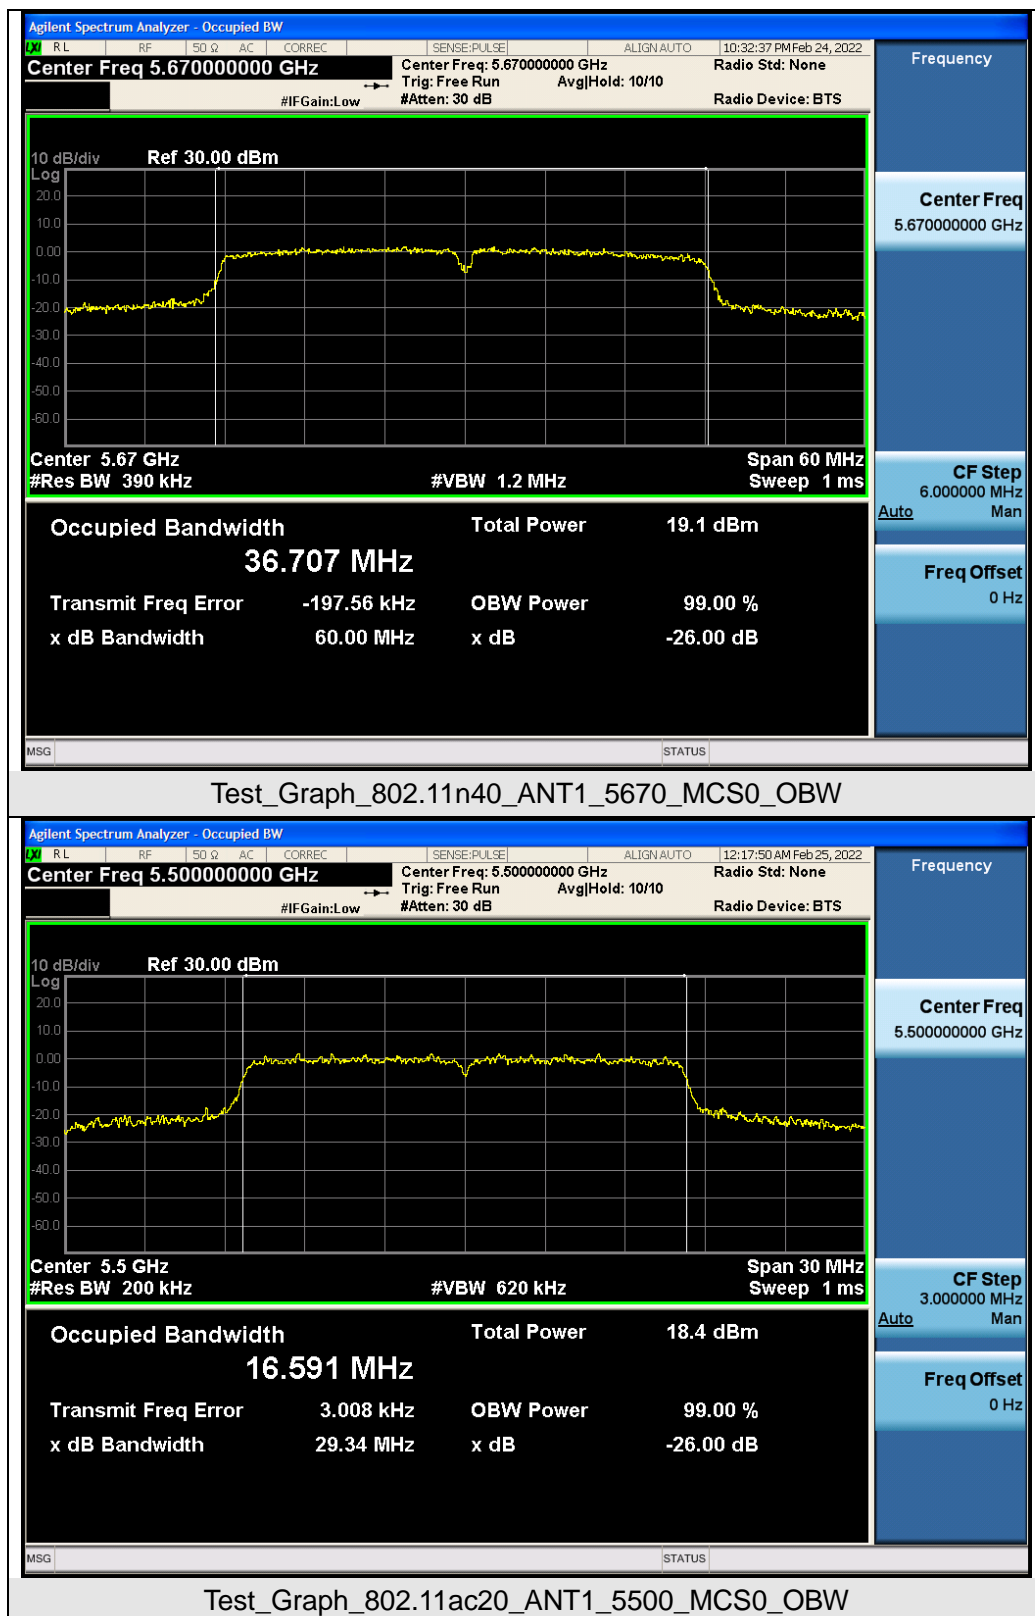 Agilent Spectrum Analyzer - Occupied BW
LXI RL RF 50 Ω AC CORREC SENSE:PULSE ALIGN AUTO 10:32:37 PM Feb 24, 2022
Center Freq 5.670000000 GHz
Center Freq: 5.670000000 GHz
Radio Std: None
Trig: Free Run Avg|Hold: 10/10
#IFGain:Low #Atten: 30 dB
Radio Device: BTS
Frequency
10 dB/div Ref 30.00 dBm
Log
20.0
10.0
0.00
-10.0
-20.0
-30.0
-40.0
-50.0
-60.0
Center Freq
5.670000000 GHz
Center 5.67 GHz Span 60 MHz
#Res BW 390 kHz #VBW 1.2 MHz Sweep 1 ms
CF Step
6.000000 MHz
Auto Man
Occupied Bandwidth Total Power 19.1 dBm
36.707 MHz
Freq Offset
0 Hz
Transmit Freq Error -197.56 kHz OBW Power 99.00 %
x dB Bandwidth 60.00 MHz x dB -26.00 dB
MSG STATUS
Test_Graph_802.11n40_ANT1_5670_MCS0_OBW
Agilent Spectrum Analyzer - Occupied BW
LXI RL RF 50 Ω AC CORREC SENSE:PULSE ALIGN AUTO 12:17:50 AM Feb 25, 2022
Center Freq 5.500000000 GHz
Center Freq: 5.500000000 GHz
Radio Std: None
Trig: Free Run Avg|Hold: 10/10
#IFGain:Low #Atten: 30 dB
Radio Device: BTS
Frequency
10 dB/div Ref 30.00 dBm
Log
20.0
10.0
0.00
-10.0
-20.0
-30.0
-40.0
-50.0
-60.0
Center Freq
5.500000000 GHz
Center 5.5 GHz Span 30 MHz
#Res BW 200 kHz #VBW 620 kHz Sweep 1 ms
CF Step
3.000000 MHz
Auto Man
Occupied Bandwidth Total Power 18.4 dBm
16.591 MHz
Freq Offset
0 Hz
Transmit Freq Error 3.008 kHz OBW Power 99.00 %
x dB Bandwidth 29.34 MHz x dB -26.00 dB
MSG STATUS
Test_Graph_802.11ac20_ANT1_5500_MCS0_OBW